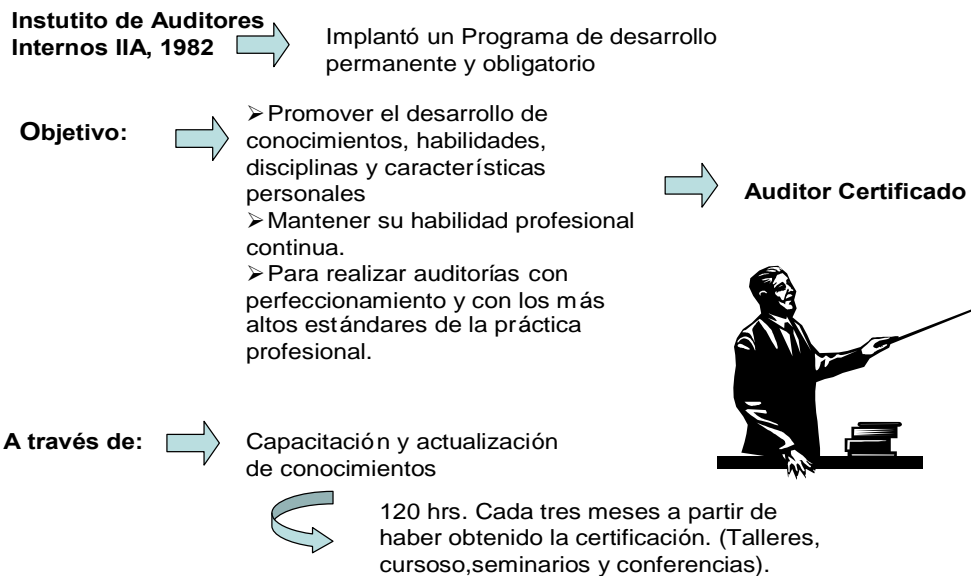 Instutito de Auditores
Internos IIA, 1982
Implantó un Programa de desarrollo
permanente y obligatorio
Objetivo:
➢Promover el desarrollo de
conocimientos, habilidades,
disciplinas y características
personales
➢Mantener su habilidad profesional
continua.
➢Para realizar auditorías con
perfeccionamiento y con los más
altos estándares de la práctica
profesional.
Auditor Certificado
A través de:
Capacitación y actualización
de conocimientos
120 hrs. Cada tres meses a partir de
haber obtenido la certificación. (Talleres,
cursoso,seminarios y conferencias).